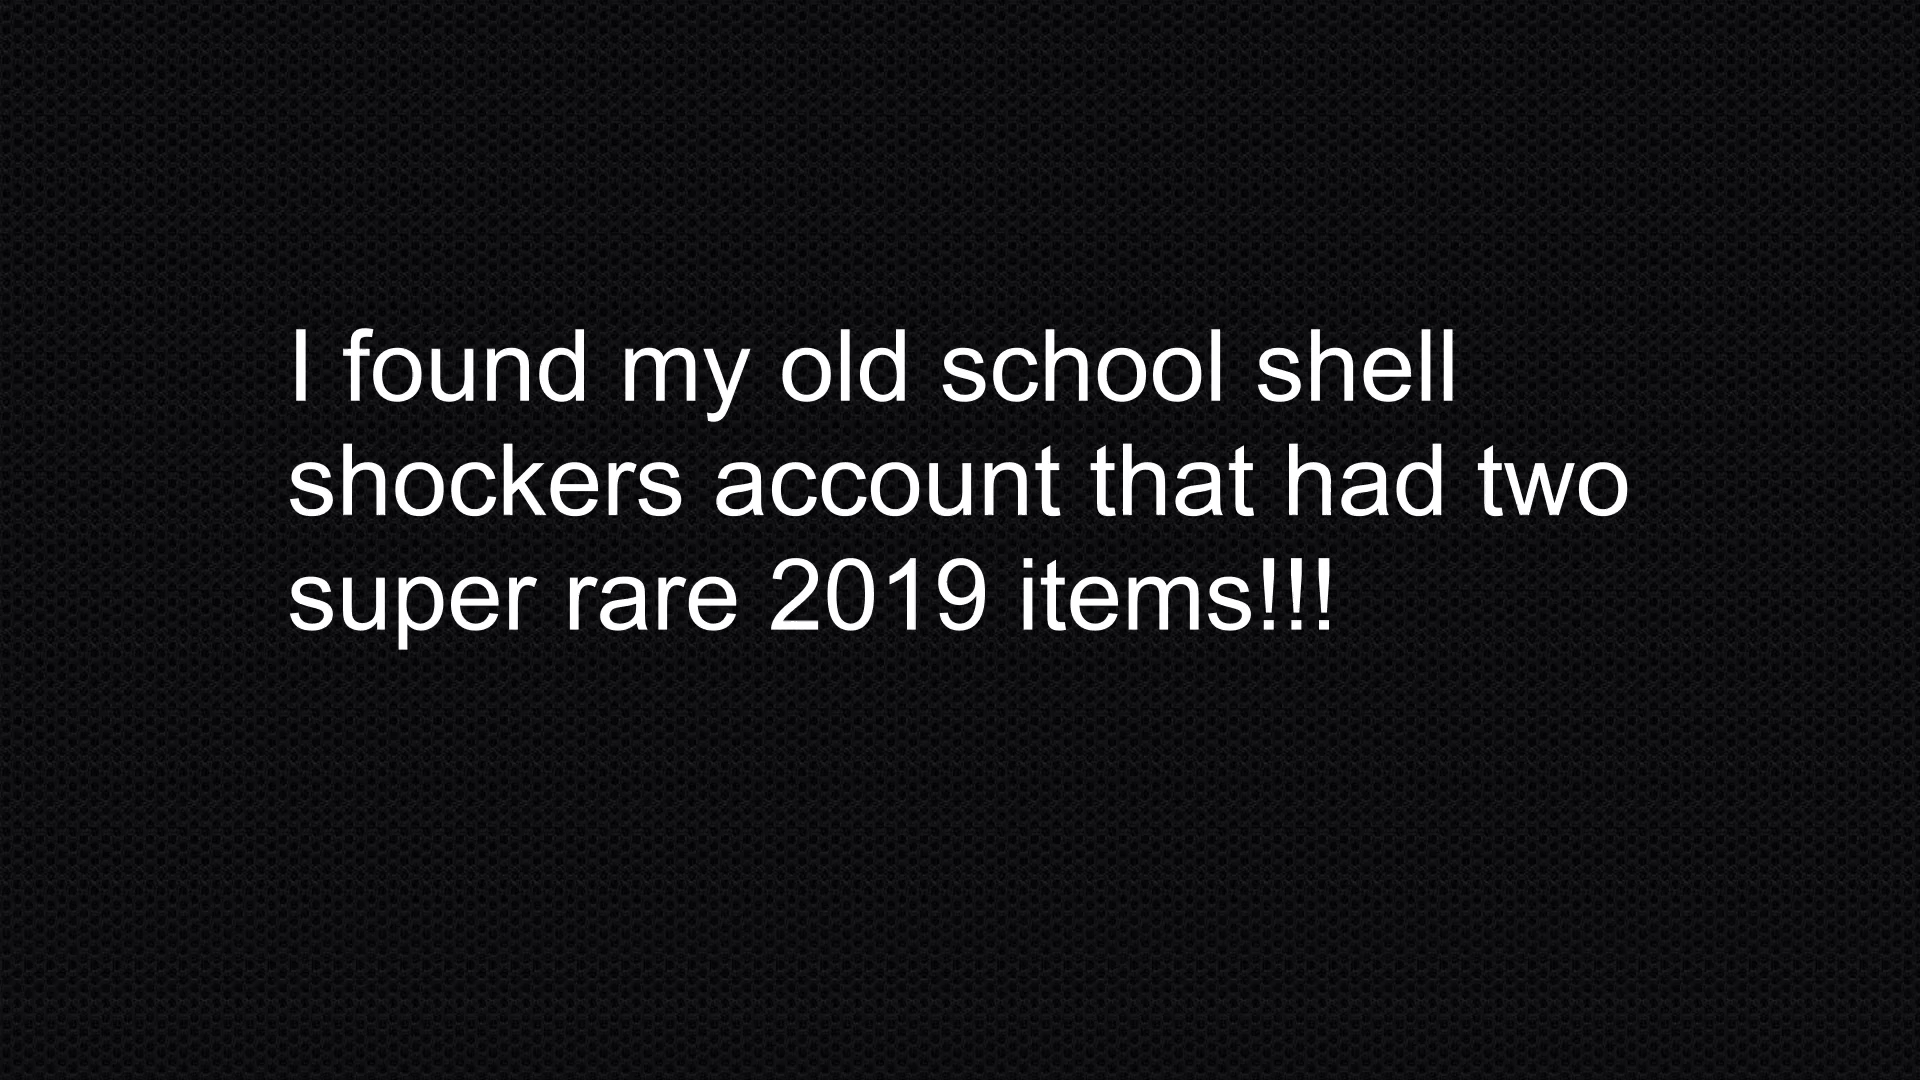 I found my old school shell
shockers account that had two
super rare 2019 items!!!